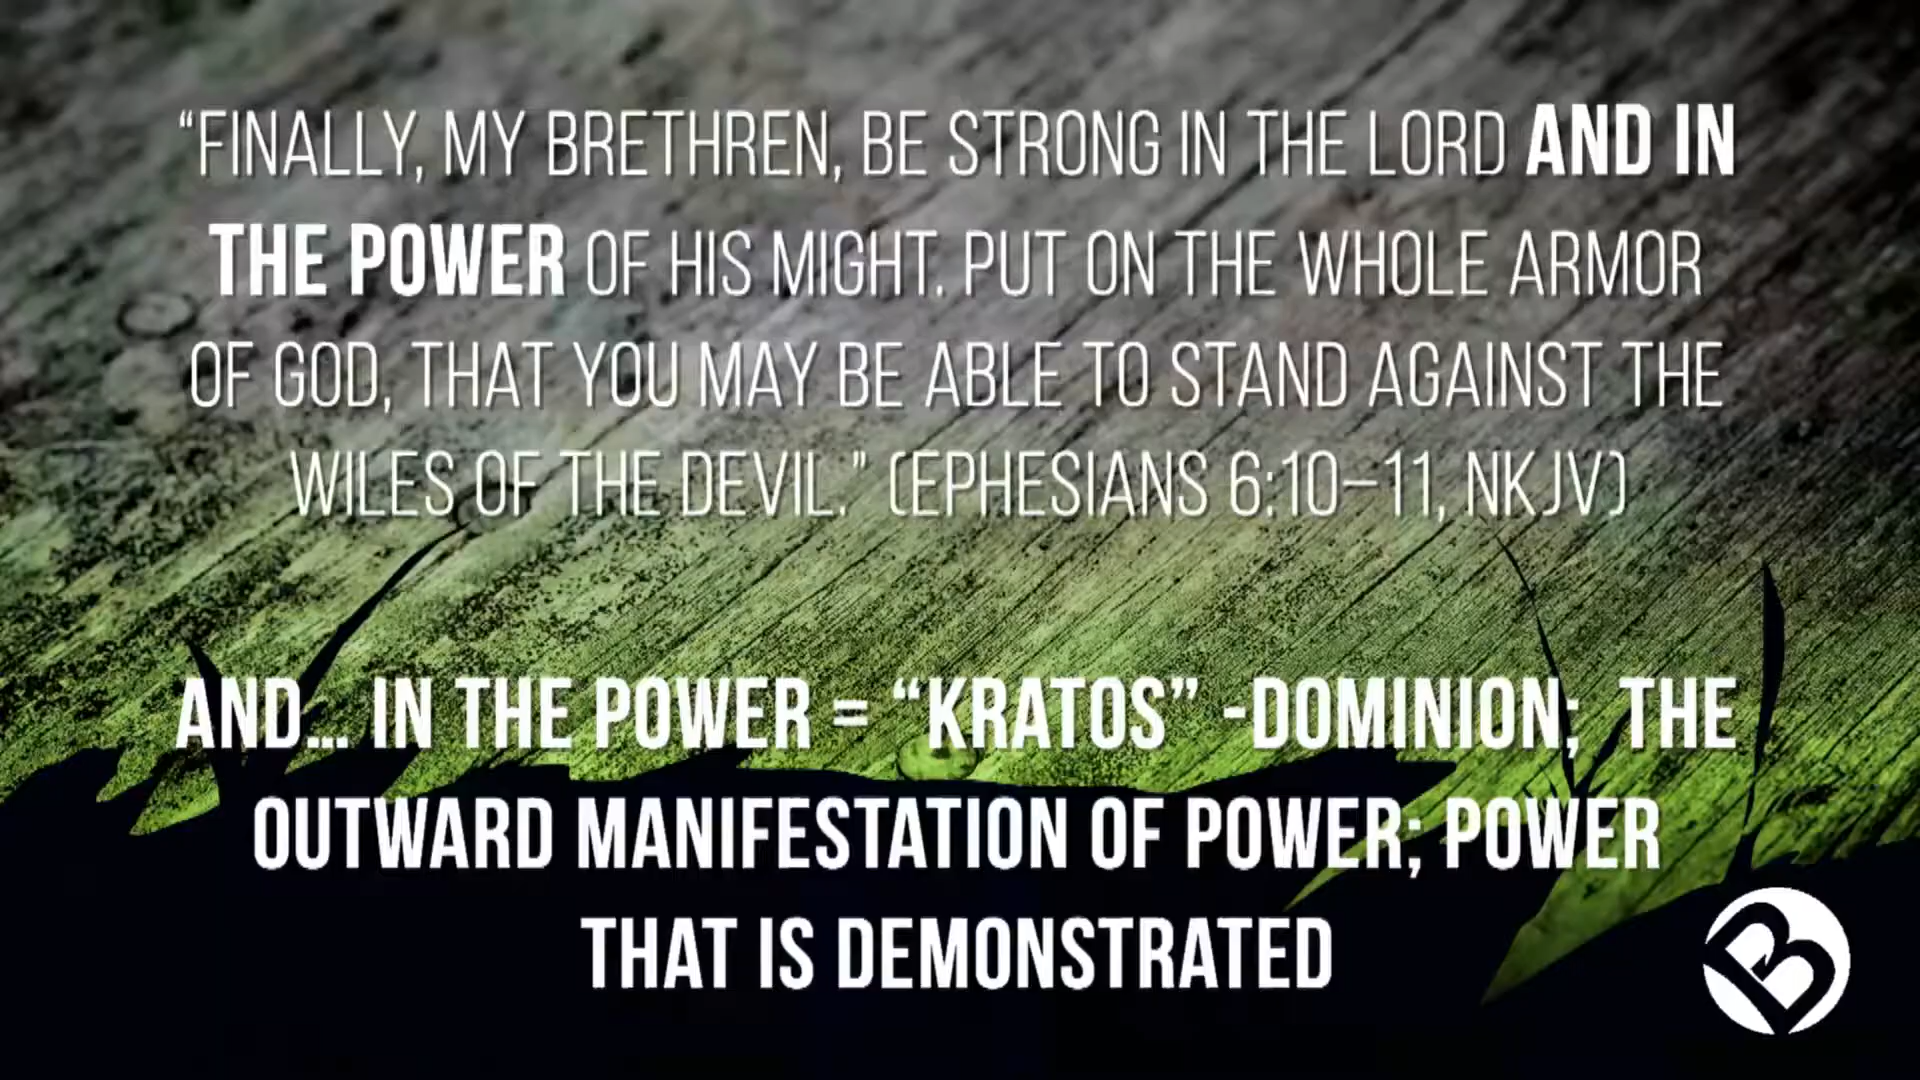 “FINALLY, MY BRETHREN, BE STRONG IN THE LORD AND IN
THE POWER OF HIS MIGHT. PUT ON THE WHOLE ARMOR
OF GOD, THAT YOU MAY BE ABLE TO STAND AGAINST THE
WILES OF THE DEVIL.” (EPHESIANS 6:10–11, NKJV)
AND... IN THE POWER = “KRATOS” -DOMINION; THE
OUTWARD MANIFESTATION OF POWER; POWER
THAT IS DEMONSTRATED
B